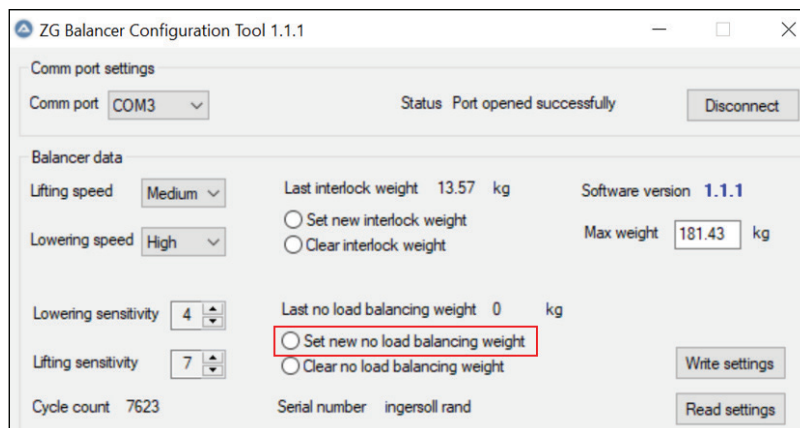 ZG Balancer Configuration Tool 1.1.1
Comm port settings
Comm port COM3 Status Port opened successfully Disconnect
Balancer data
Lifting speed Medium Last interlock weight 13.57 kg Software version 1.1.1
Set new interlock weight
Max weight 181.43 kg
Lowering speed High Clear interlock weight
Lowering sensitivity 4 Last no load balancing weight 0 kg
Set new no load balancing weight
Lifting sensitivity 7 Clear no load balancing weight Write settings
Cycle count 7623 Serial number ingersoll rand Read settings